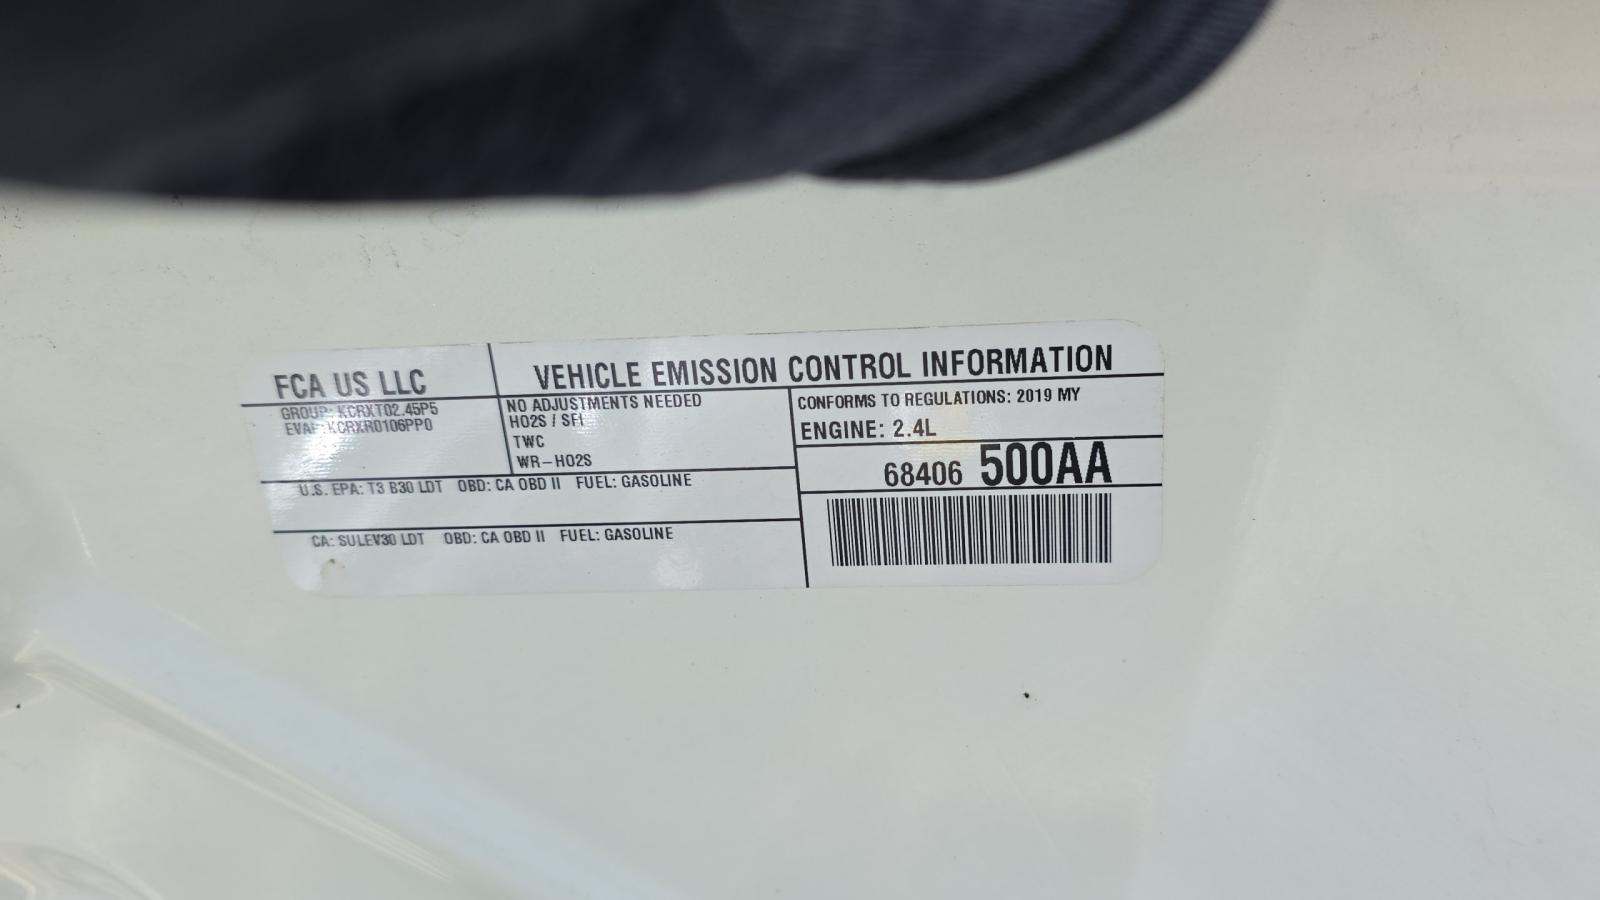 FCA US LLC
VEHICLE EMISSION CONTROL INFORMATION
GROUP: KCRXT02.45P5
EVAP: KCRXR0106PP0
NO ADJUSTMENTS NEEDED
HO2S / SFI
TWC
WR-HO2S
CONFORMS TO REGULATIONS: 2019 MY
ENGINE: 2.4L
68406 500AA
U.S. EPA: T3 B30 LDT OBD: CA OBD II FUEL: GASOLINE
CA: SULEV30 LDT OBD: CA OBD II FUEL: GASOLINE